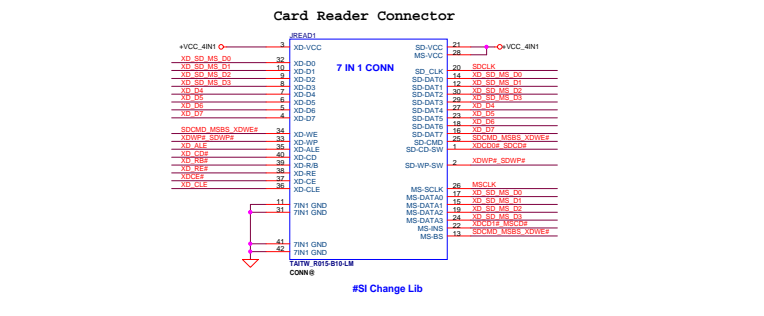 Card Reader Connector
JREAD1
+VCC_4IN1 3 XD-VCC SD-VCC 21 +VCC_4IN1
MS-VCC 28
7 IN 1 CONN
XD_SD_MS_D0 32 XD-D0 SD_CLK 20 SDCLK
XD_SD_MS_D1 10 XD-D1 SD-DAT0 14 XD_SD_MS_D0
XD_SD_MS_D2 9 XD-D2 SD-DAT1 12 XD_SD_MS_D1
XD_SD_MS_D3 8 XD-D3 SD-DAT2 30 XD_SD_MS_D2
XD_D4 7 XD-D4 SD-DAT3 29 XD_SD_MS_D3
XD_D5 6 XD-D5 SD-DAT4 27 XD_D4
XD_D6 5 XD-D6 SD-DAT5 23 XD_D5
XD_D7 4 XD-D7 SD-DAT6 18 XD_D6
SD-DAT7 16 XD_D7
SDCMD_MSBS_XDWE# 34 XD-WE SD-CMD 25 SDCMD_MSBS_XDWE#
XDWP#_SDWP# 33 XD-WP SD-CD-SW 1 XDCD0#_SDCD#
XD_ALE 35 XD-ALE
XD_CD# 40 XD-CD
XD_RB# 39 XD-R/B SD-WP-SW 2 XDWP#_SDWP#
XD_RE# 38 XD-RE
XDCE# 37 XD-CE
XD_CLE 36 XD-CLE MS-SCLK 26 MSCLK
MS-DATA0 17 XD_SD_MS_D0
11 7IN1 GND MS-DATA1 15 XD_SD_MS_D1
31 7IN1 GND MS-DATA2 19 XD_SD_MS_D2
MS-DATA3 24 XD_SD_MS_D3
MS-INS 22 XDCD1#_MSCD#
MS-BS 13 SDCMD_MSBS_XDWE#
41 7IN1 GND
42 7IN1 GND
TAITW_R015-B10-LM
CONN@
#SI Change Lib